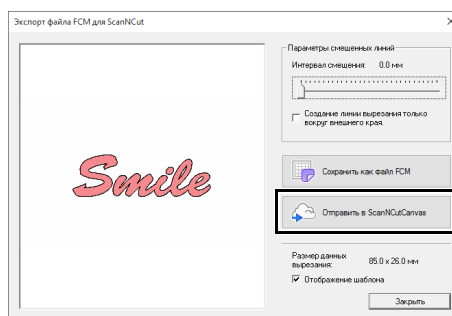 Экспорт файла FCM для ScanNCut
Параметры смещенных линий
Интервал смещения: 0.0 мм
Создание линии вырезания только
вокруг внешнего края.
Smile
Сохранить как файл FCM
Отправить в ScanNCutCanvas
Размер данных
вырезания: 85.0 x 26.0 мм
Отображение шаблона
Закрыть